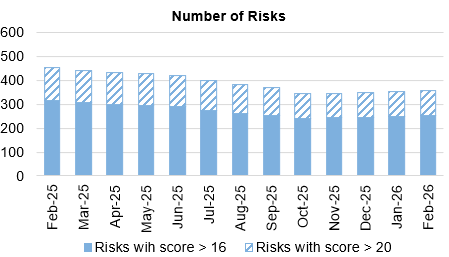 Number of Risks
600
500
400
300
200
100
0
Feb-25
Mar-25
Apr-25
May-25
Jun-25
Jul-25
Aug-25
Sep-25
Oct-25
Nov-25
Dec-25
Jan-26
Feb-26
Risks wih score > 16 Risks with score > 20